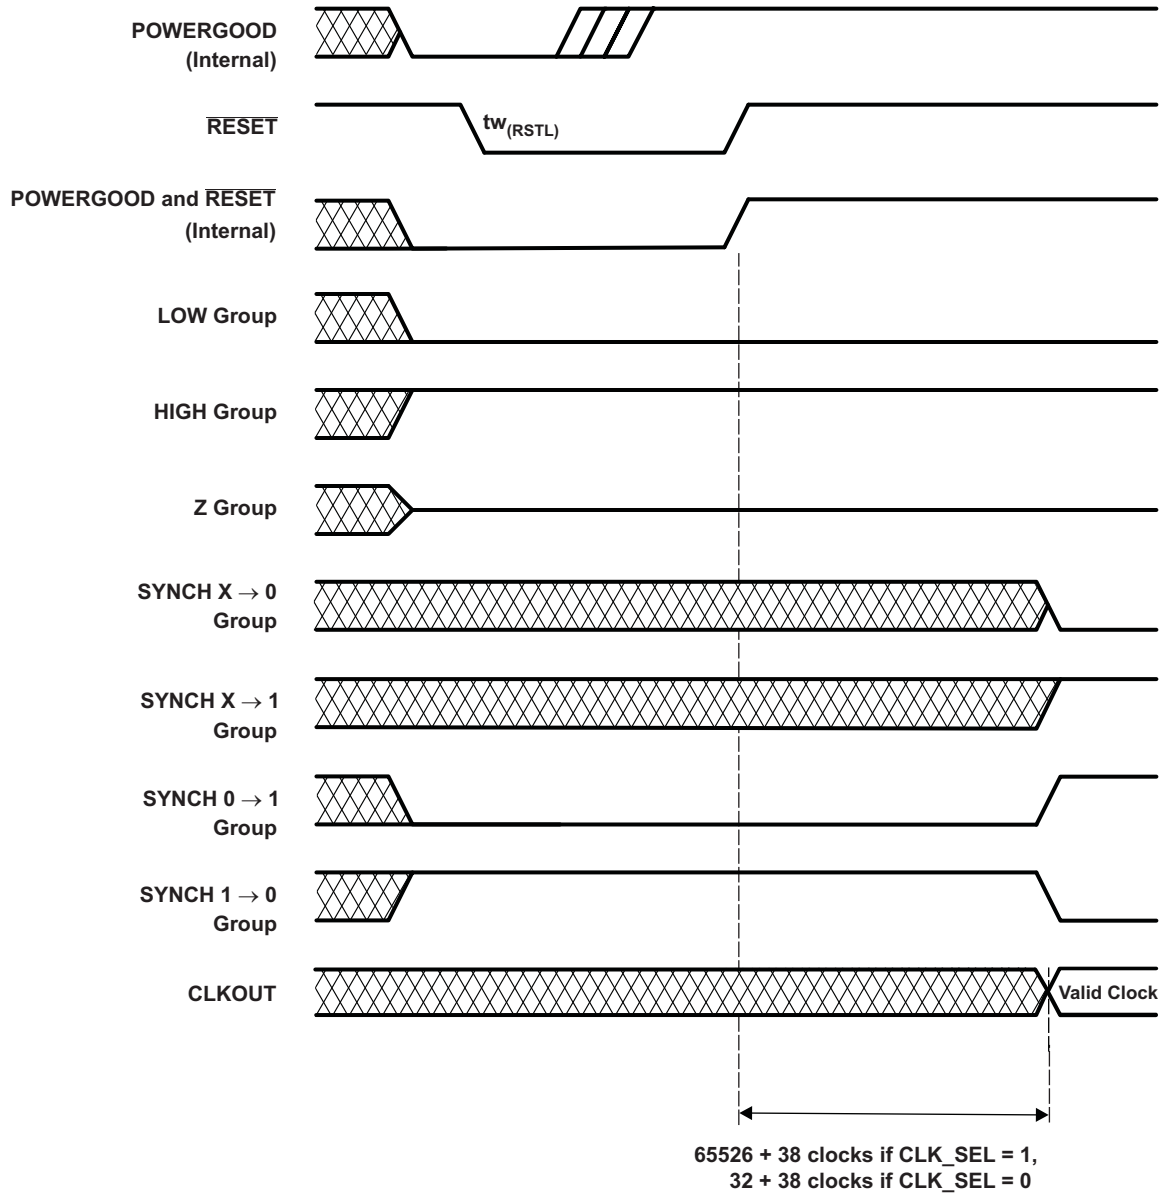 POWERGOOD
(Internal)
RESET
tw(RSTL)
POWERGOOD and RESET
(Internal)
LOW Group
HIGH Group
Z Group
SYNCH X → 0
Group
SYNCH X → 1
Group
SYNCH 0 → 1
Group
SYNCH 1 → 0
Group
CLKOUT
Valid Clock
65526 + 38 clocks if CLK_SEL = 1,
32 + 38 clocks if CLK_SEL = 0